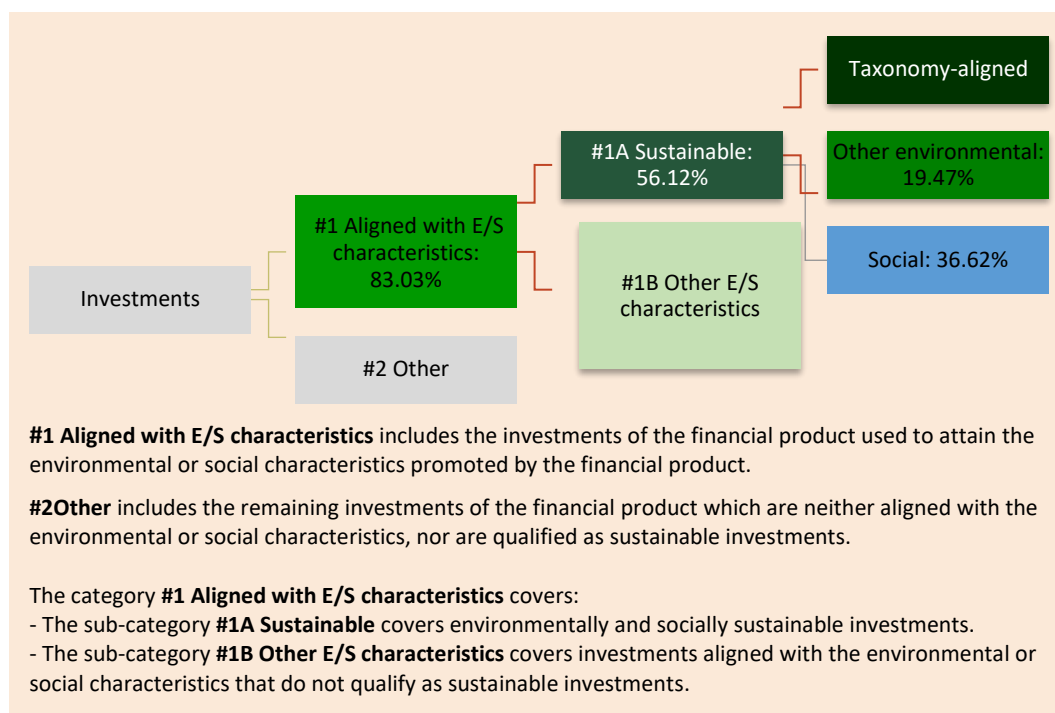 Taxonomy-aligned
#1A Sustainable:
56.12%
Other environmental:
19.47%
#1 Aligned with E/S
characteristics:
83.03%
Social: 36.62%
#1B Other E/S
characteristics
Investments
#2 Other
#1 Aligned with E/S characteristics includes the investments of the financial product used to attain the
environmental or social characteristics promoted by the financial product.
#2Other includes the remaining investments of the financial product which are neither aligned with the
environmental or social characteristics, nor are qualified as sustainable investments.
The category #1 Aligned with E/S characteristics covers:
- The sub-category #1A Sustainable covers environmentally and socially sustainable investments.
- The sub-category #1B Other E/S characteristics covers investments aligned with the environmental or
social characteristics that do not qualify as sustainable investments.